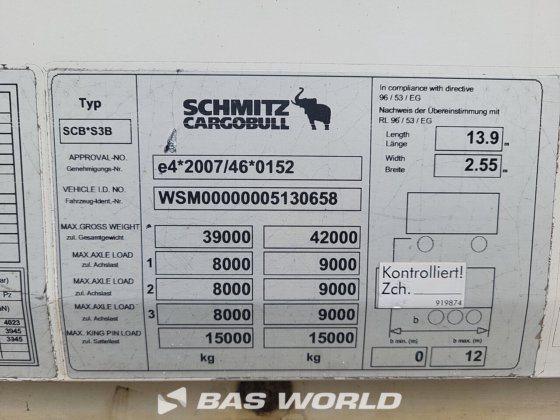 Typ
SCB*S3B
SCHMITZ
CARGOBULL
In compliance with directive
96 / 53 / EG
Nachweis der Übereinstimmung mit
RL 96 / 53 / EG
Length
Länge
13.9 m
Width
Breite
2.55 m
APPROVAL-NO.
Genehmigungs-Nr.
e4*2007/46*0152
VEHICLE I.D. NO.
Fahrzeug-Ident.-Nr.
WSM00000005130658
MAX.GROSS WEIGHT
zul. Gesamtgewicht
39000 42000
MAX.AXLE LOAD
zul. Achslast
1 8000 9000
MAX.AXLE LOAD
zul. Achslast
2 8000 9000
MAX.AXLE LOAD
zul. Achslast
3 8000 9000
MAX. KING PIN LOAD
zul. Sattellast
15000 15000
kg kg
Kontrolliert!
Zch.
919874
b
b min. (m) b max. (m)
0 12
Pz
4023
3945
3345
BAS WORLD